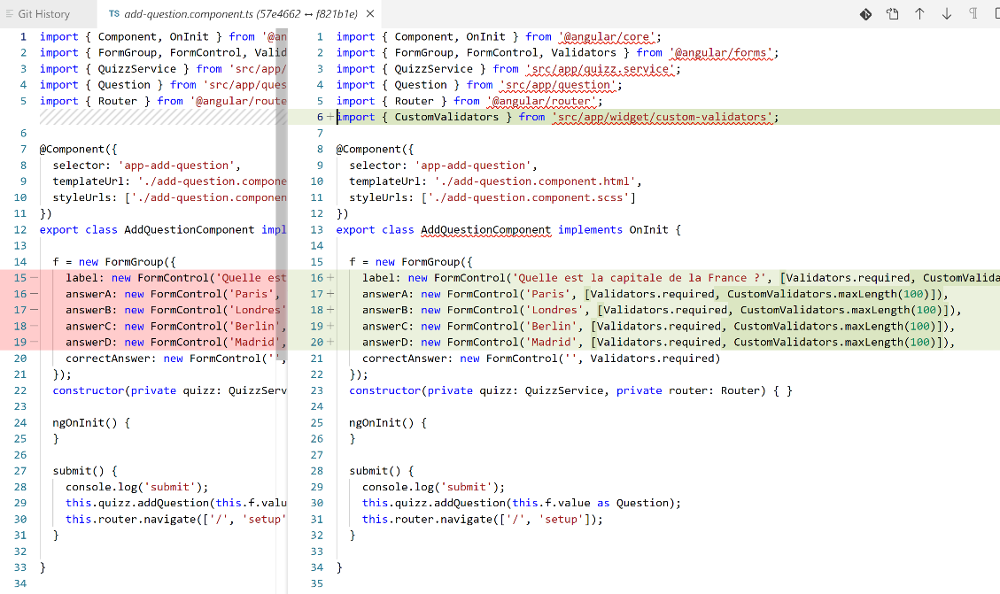 Git History
TS add-question.component.ts (57e4662 ↔ f821b1e) ×
1 import { Component, OnInit } from '@an
2 import { FormGroup, FormControl, Valid
3 import { QuizzService } from 'src/app/
4 import { Question } from 'src/app/ques
5 import { Router } from '@angular/route
6
7 @Component({
8 selector: 'app-add-question',
9 templateUrl: './add-question.compone
10 styleUrls: ['./add-question.componen
11 })
12 export class AddQuestionComponent impl
13
14 f = new FormGroup({
15 — label: new FormControl('Quelle est
16 — answerA: new FormControl('Paris',
17 — answerB: new FormControl('Londres'
18 — answerC: new FormControl('Berlin',
19 — answerD: new FormControl('Madrid',
20 correctAnswer: new FormControl('',
21 });
22 constructor(private quizz: QuizzServ
23
24 ngOnInit() {
25 }
26
27 submit() {
28 console.log('submit');
29 this.quizz.addQuestion(this.f.valu
30 this.router.navigate(['/', 'setup'
31 }
32
33 }
34
1 import { Component, OnInit } from '@angular/core';
2 import { FormGroup, FormControl, Validators } from '@angular/forms';
3 import { QuizzService } from 'src/app/quizz.service';
4 import { Question } from 'src/app/question';
5 import { Router } from '@angular/router';
6 + import { CustomValidators } from 'src/app/widget/custom-validators';
7
8 @Component({
9 selector: 'app-add-question',
10 templateUrl: './add-question.component.html',
11 styleUrls: ['./add-question.component.scss']
12 })
13 export class AddQuestionComponent implements OnInit {
14
15 f = new FormGroup({
16 + label: new FormControl('Quelle est la capitale de la France ?', [Validators.required, CustomValida
17 + answerA: new FormControl('Paris', [Validators.required, CustomValidators.maxLength(100)]),
18 + answerB: new FormControl('Londres', [Validators.required, CustomValidators.maxLength(100)]),
19 + answerC: new FormControl('Berlin', [Validators.required, CustomValidators.maxLength(100)]),
20 + answerD: new FormControl('Madrid', [Validators.required, CustomValidators.maxLength(100)]),
21 correctAnswer: new FormControl('', Validators.required)
22 });
23 constructor(private quizz: QuizzService, private router: Router) { }
24
25 ngOnInit() {
26 }
27
28 submit() {
29 console.log('submit');
30 this.quizz.addQuestion(this.f.value as Question);
31 this.router.navigate(['/', 'setup']);
32 }
33
34 }
35